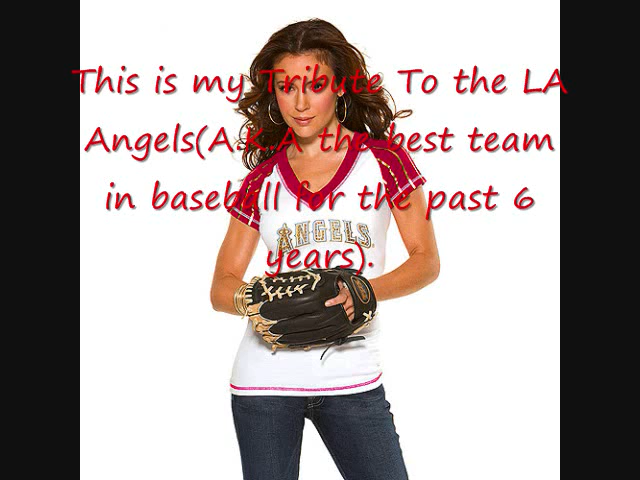 This is my Tribute To the LA
Angels(A.K.A the best team
in baseball for the past 6
years).
ANGELS